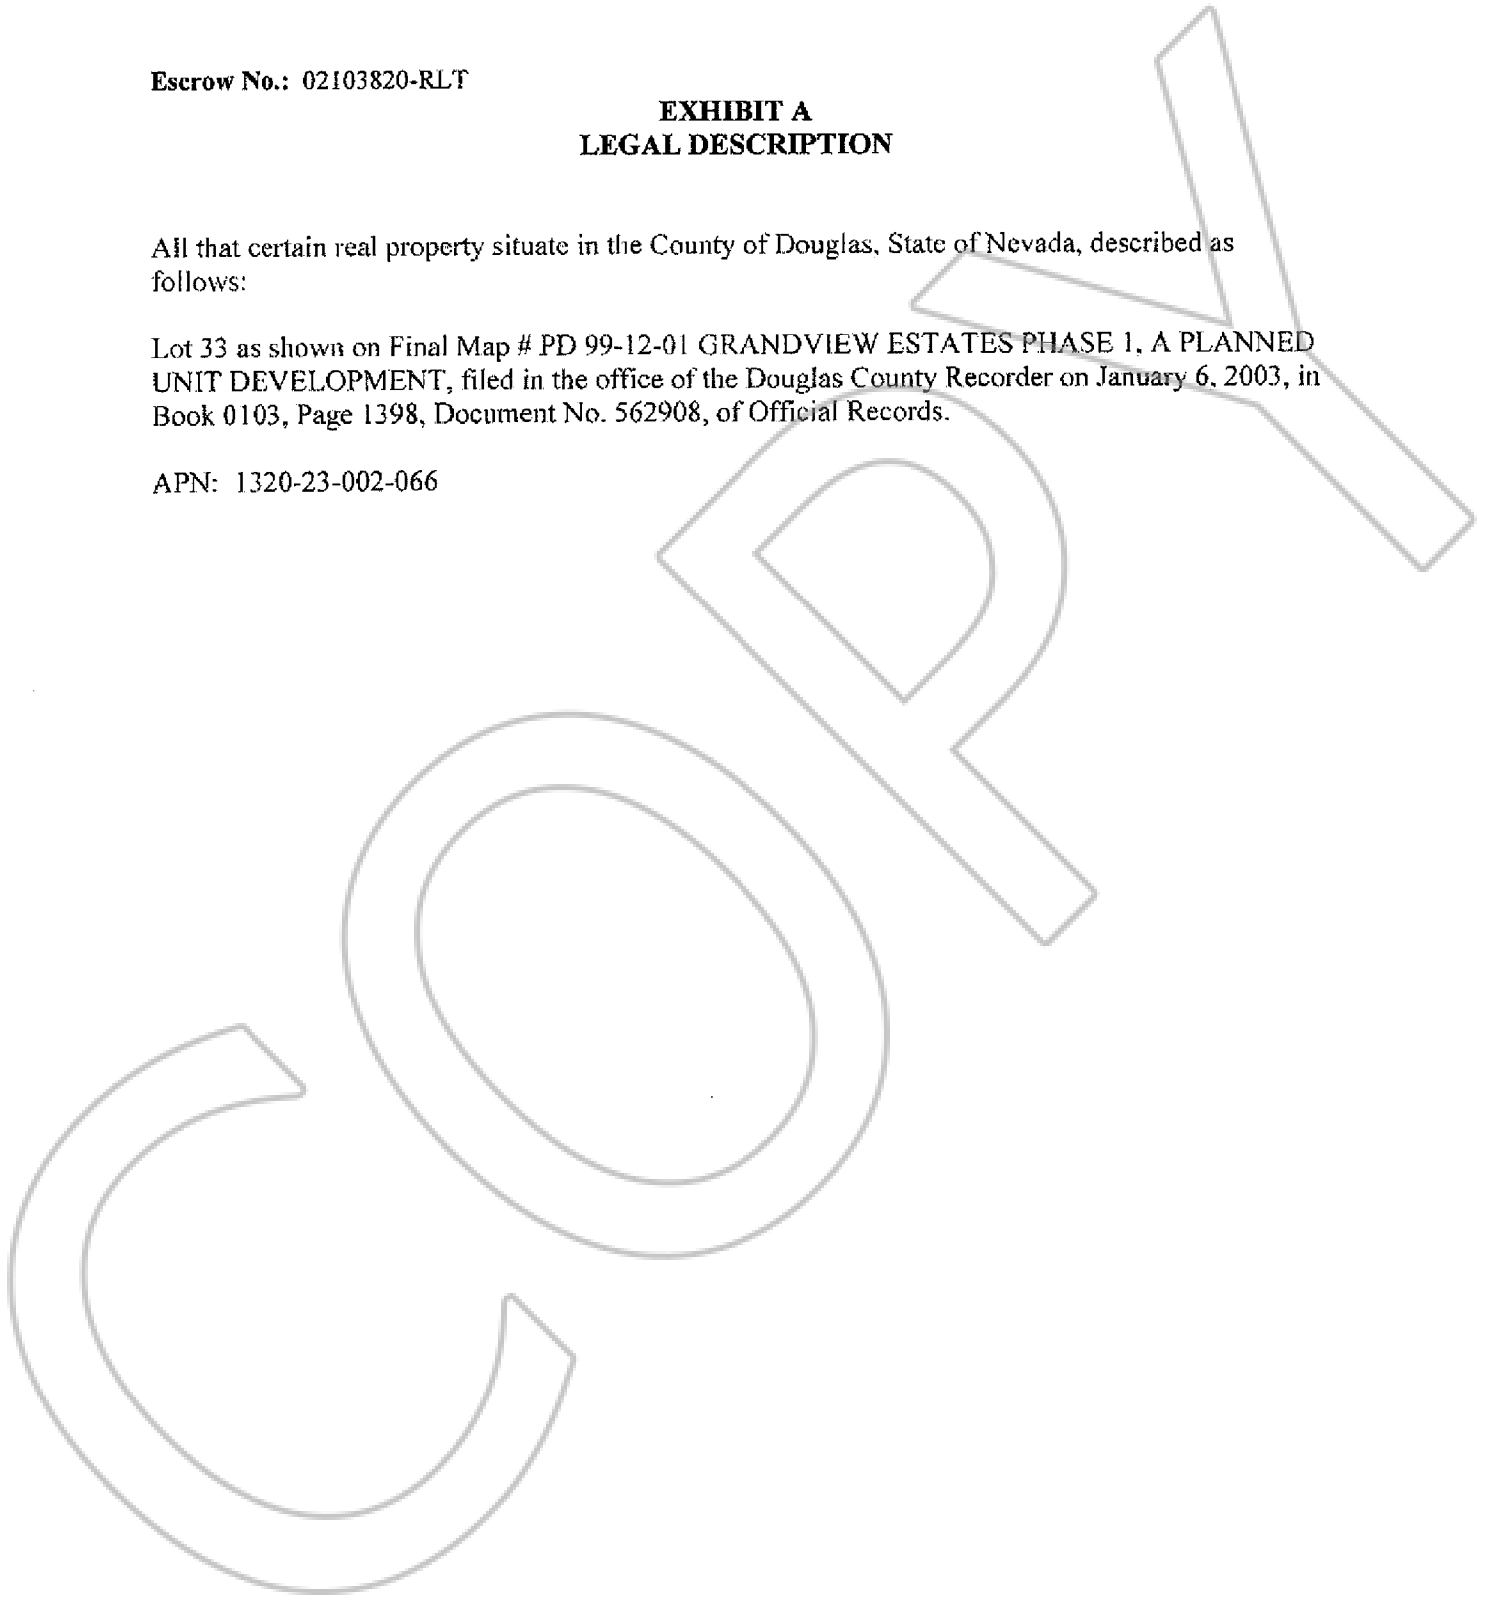 Escrow No.: 02103820-RLT
EXHIBIT A
LEGAL DESCRIPTION
All that certain real property situate in the County of Douglas, State of Nevada, described as
follows:
Lot 33 as shown on Final Map # PD 99-12-01 GRANDVIEW ESTATES PHASE 1, A PLANNED
UNIT DEVELOPMENT, filed in the office of the Douglas County Recorder on January 6, 2003, in
Book 0103, Page 1398, Document No. 562908, of Official Records.
APN: 1320-23-002-066
COPY